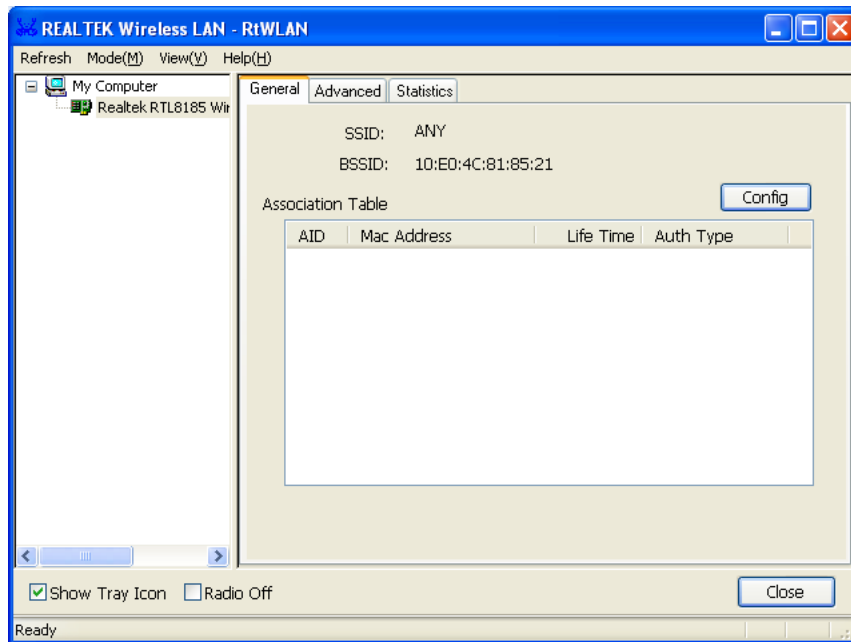 REALTEK Wireless LAN - RtWLAN
Refresh Mode(M) View(V) Help(H)
My Computer
Realtek RTL8185 Wir
General Advanced Statistics
SSID: ANY
BSSID: 10:E0:4C:81:85:21
Config
Association Table
AID Mac Address Life Time Auth Type
Show Tray Icon Radio Off Close
Ready